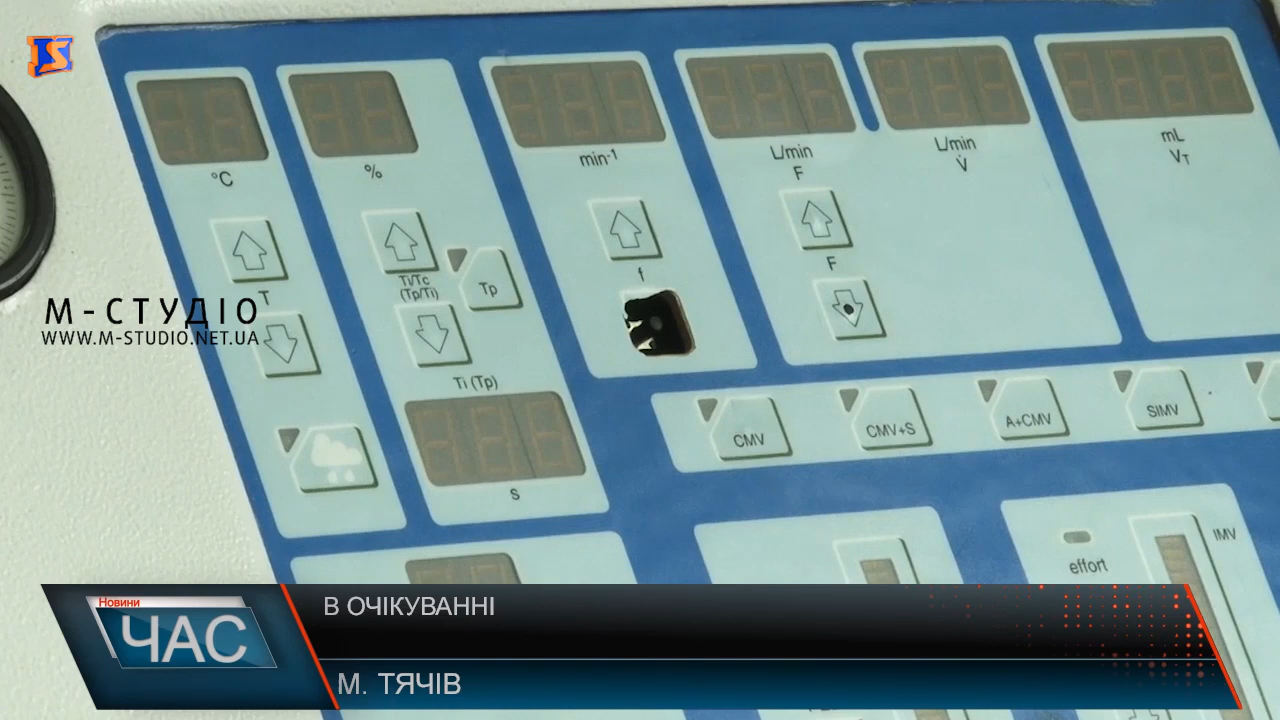 IS
°C
%
min-1
L/min
F
L/min
V̇
mL
VT
T
Ti/Tc
(Tp/Ti)
Tp
f
F
Ti (Tp)
S
CMV
CMV+S
A+CMV
SIMV
effort
IMV
М-СТУДІО
WWW.M-STUDIO.NET.UA
Новини
ЧАС
В ОЧІКУВАННІ
М. ТЯЧІВ